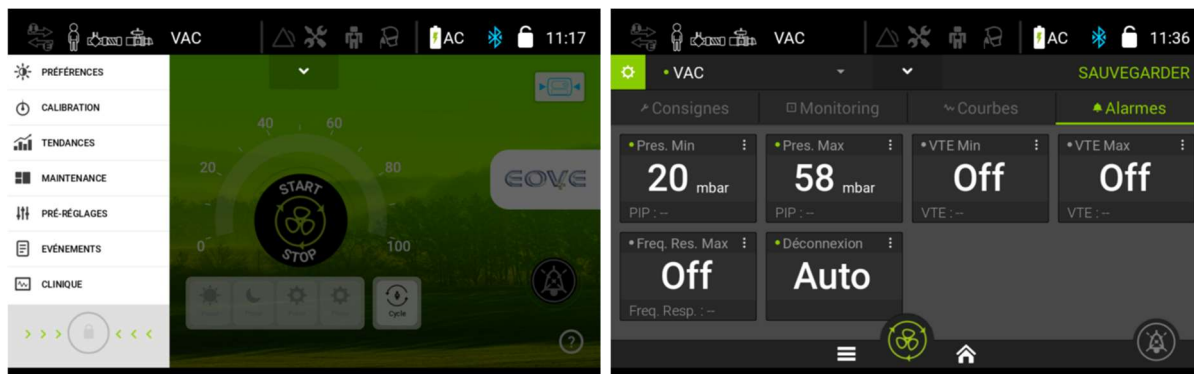 VAC AC 11:17
PRÉFÉRENCES
CALIBRATION
TENDANCES
MAINTENANCE
PRÉ-RÉGLAGES
EVÉNEMENTS
CLINIQUE
0 20 40 60 80 100
START
STOP
EOVE
Cycle
?
VAC AC 11:36
VAC SAUVEGARDER
Consignes Monitoring Courbes Alarmes
Pres. Min Pres. Max VTE Min VTE Max
20 mbar 58 mbar Off Off
PIP : -- PIP : -- VTE : -- VTE : --
Freq. Res. Max Déconnexion
Off Auto
Freq. Resp. : --